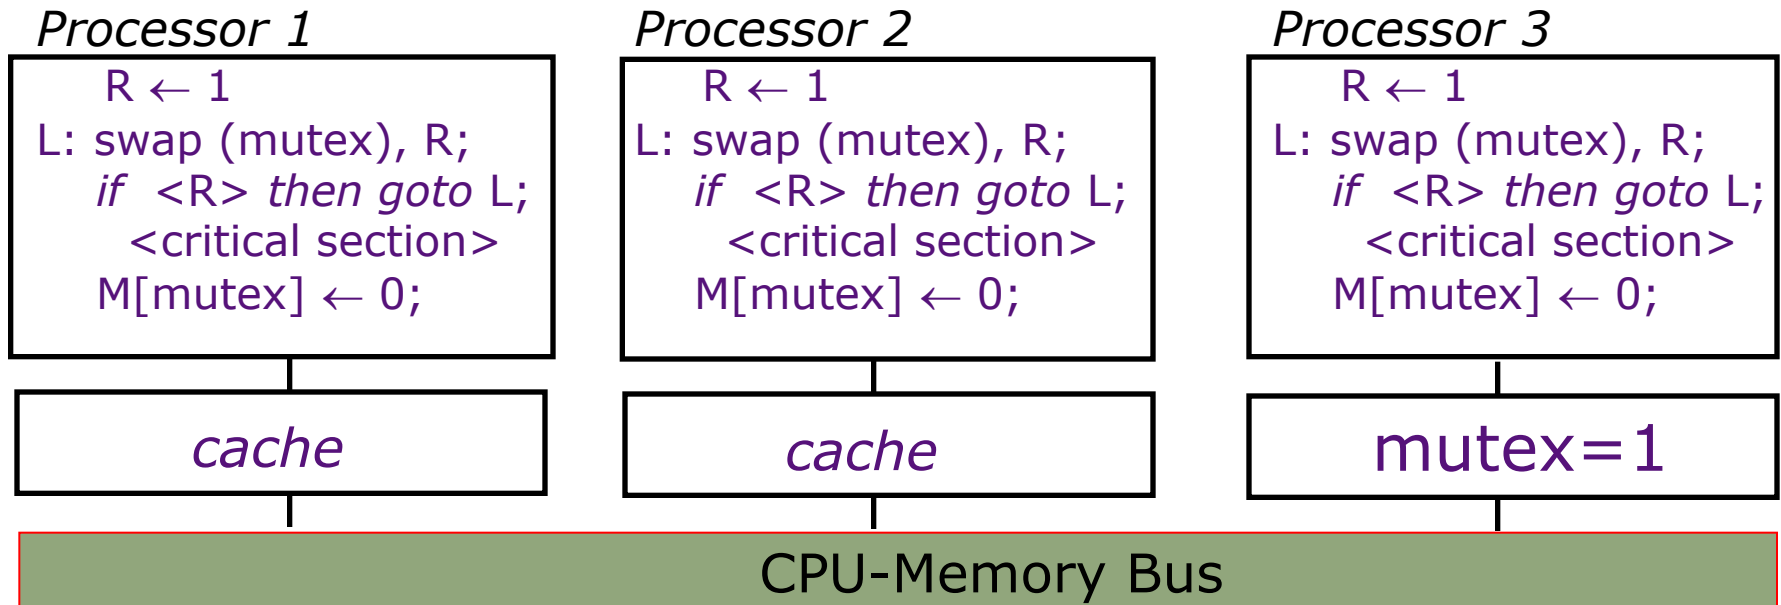 Processor 1
R ← 1
L: swap (mutex), R;
if <R> then goto L;
<critical section>
M[mutex] ← 0;
cache
Processor 2
R ← 1
L: swap (mutex), R;
if <R> then goto L;
<critical section>
M[mutex] ← 0;
cache
Processor 3
R ← 1
L: swap (mutex), R;
if <R> then goto L;
<critical section>
M[mutex] ← 0;
mutex=1
CPU-Memory Bus